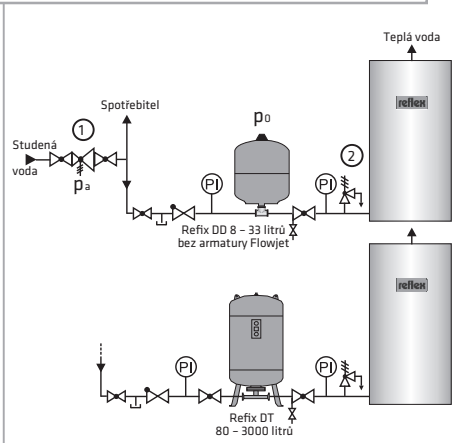 Teplá voda
Spotřebitel
p0
1
Studená
voda
pa
reflex
2
PI
PI
Refix DD 8 – 33 litrů
bez armatury Flowjet
reflex
PI
PI
Refix DT
80 – 3000 litrů